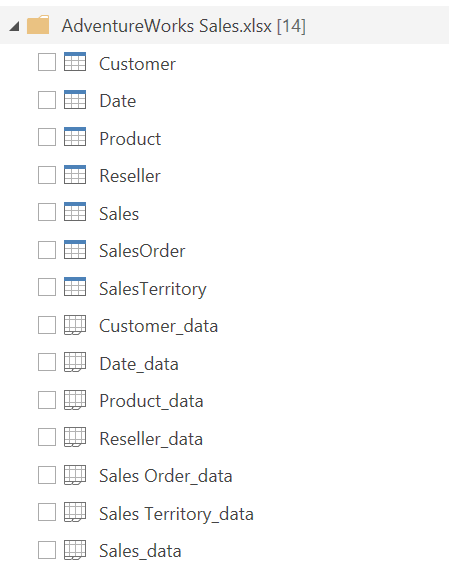 AdventureWorks Sales.xlsx [14]
Customer
Date
Product
Reseller
Sales
SalesOrder
SalesTerritory
Customer_data
Date_data
Product_data
Reseller_data
Sales Order_data
Sales Territory_data
Sales_data